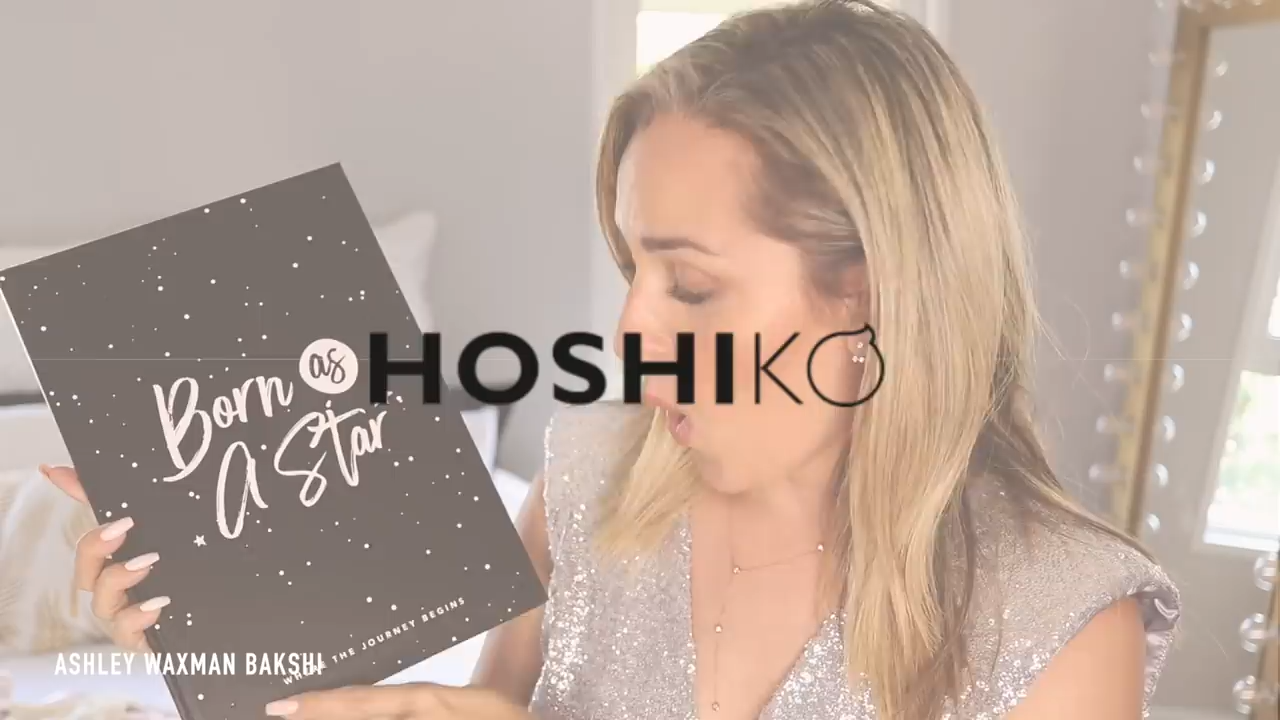 Born as
A Star
HOSHIKO
WHERE THE JOURNEY BEGINS
ASHLEY WAXMAN BAKSHI